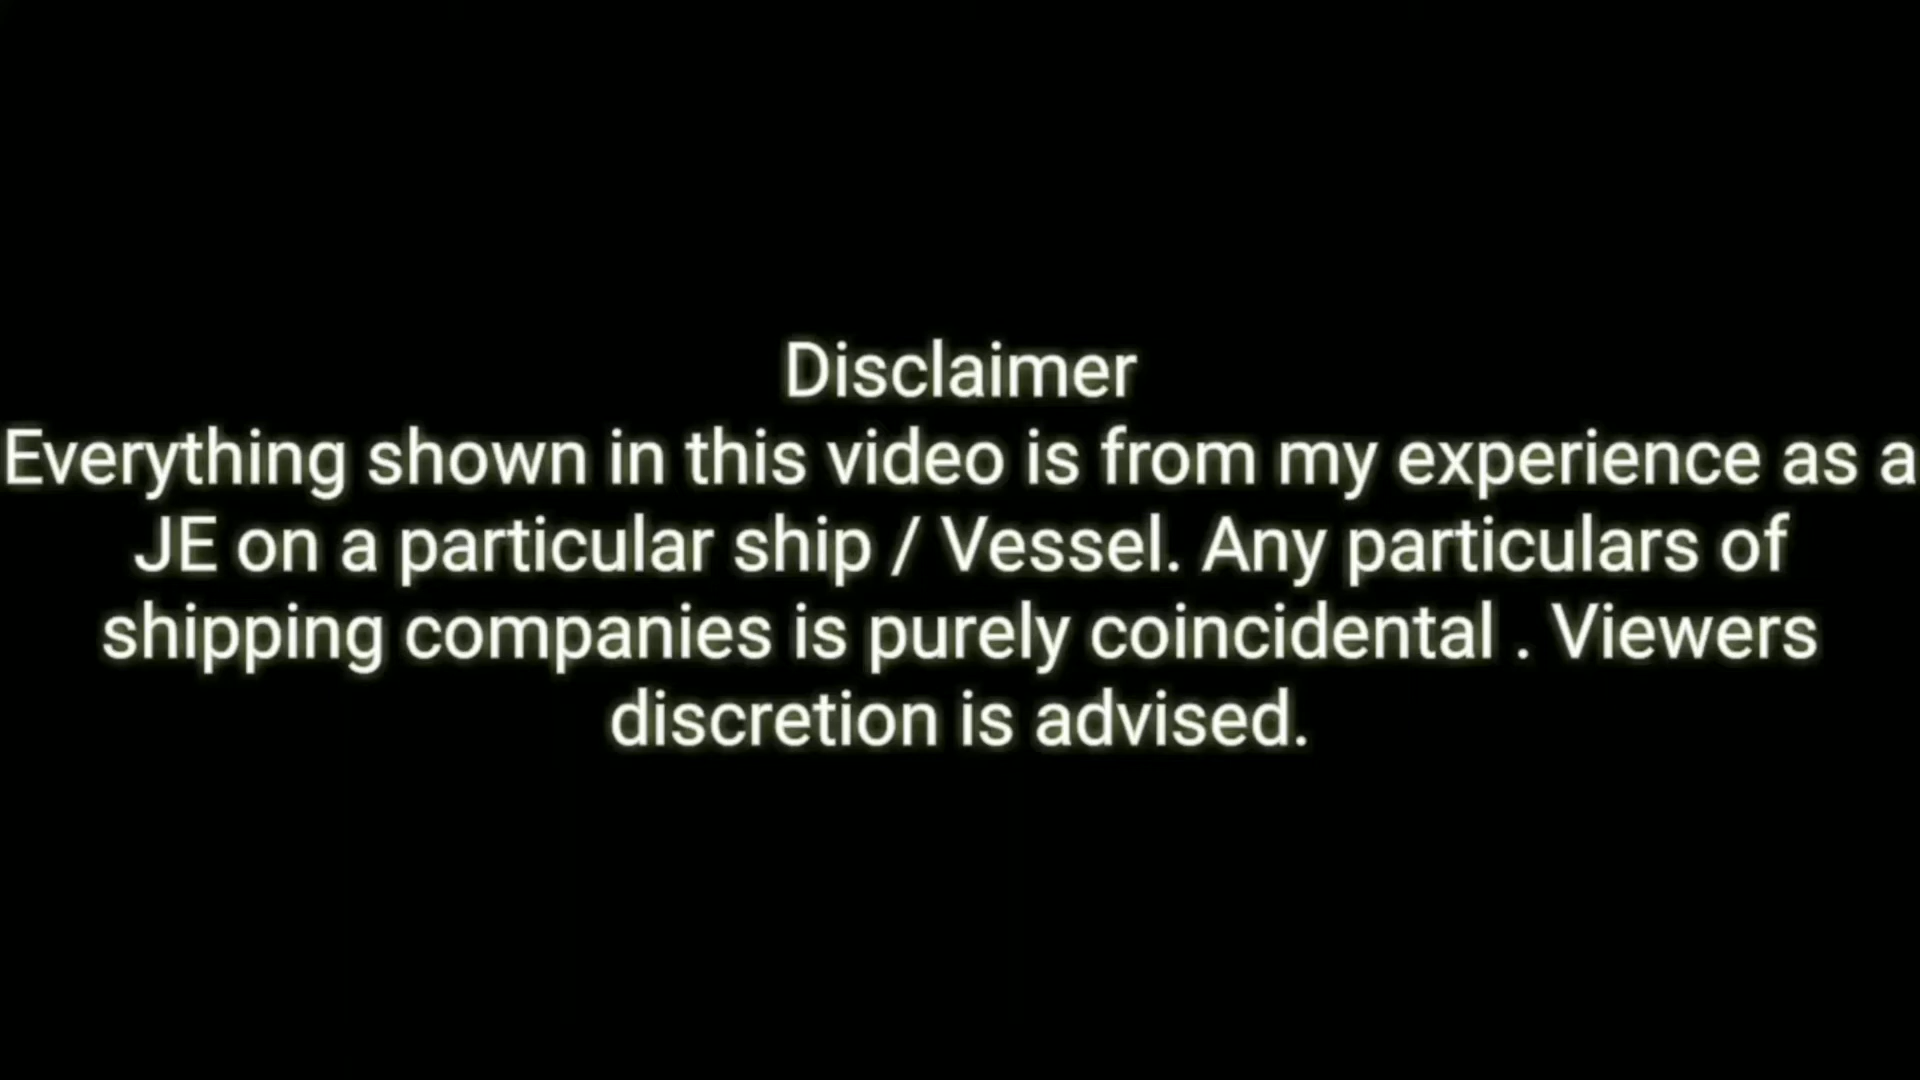 Disclaimer
Everything shown in this video is from my experience as a
JE on a particular ship / Vessel. Any particulars of
shipping companies is purely coincidental . Viewers
discretion is advised.